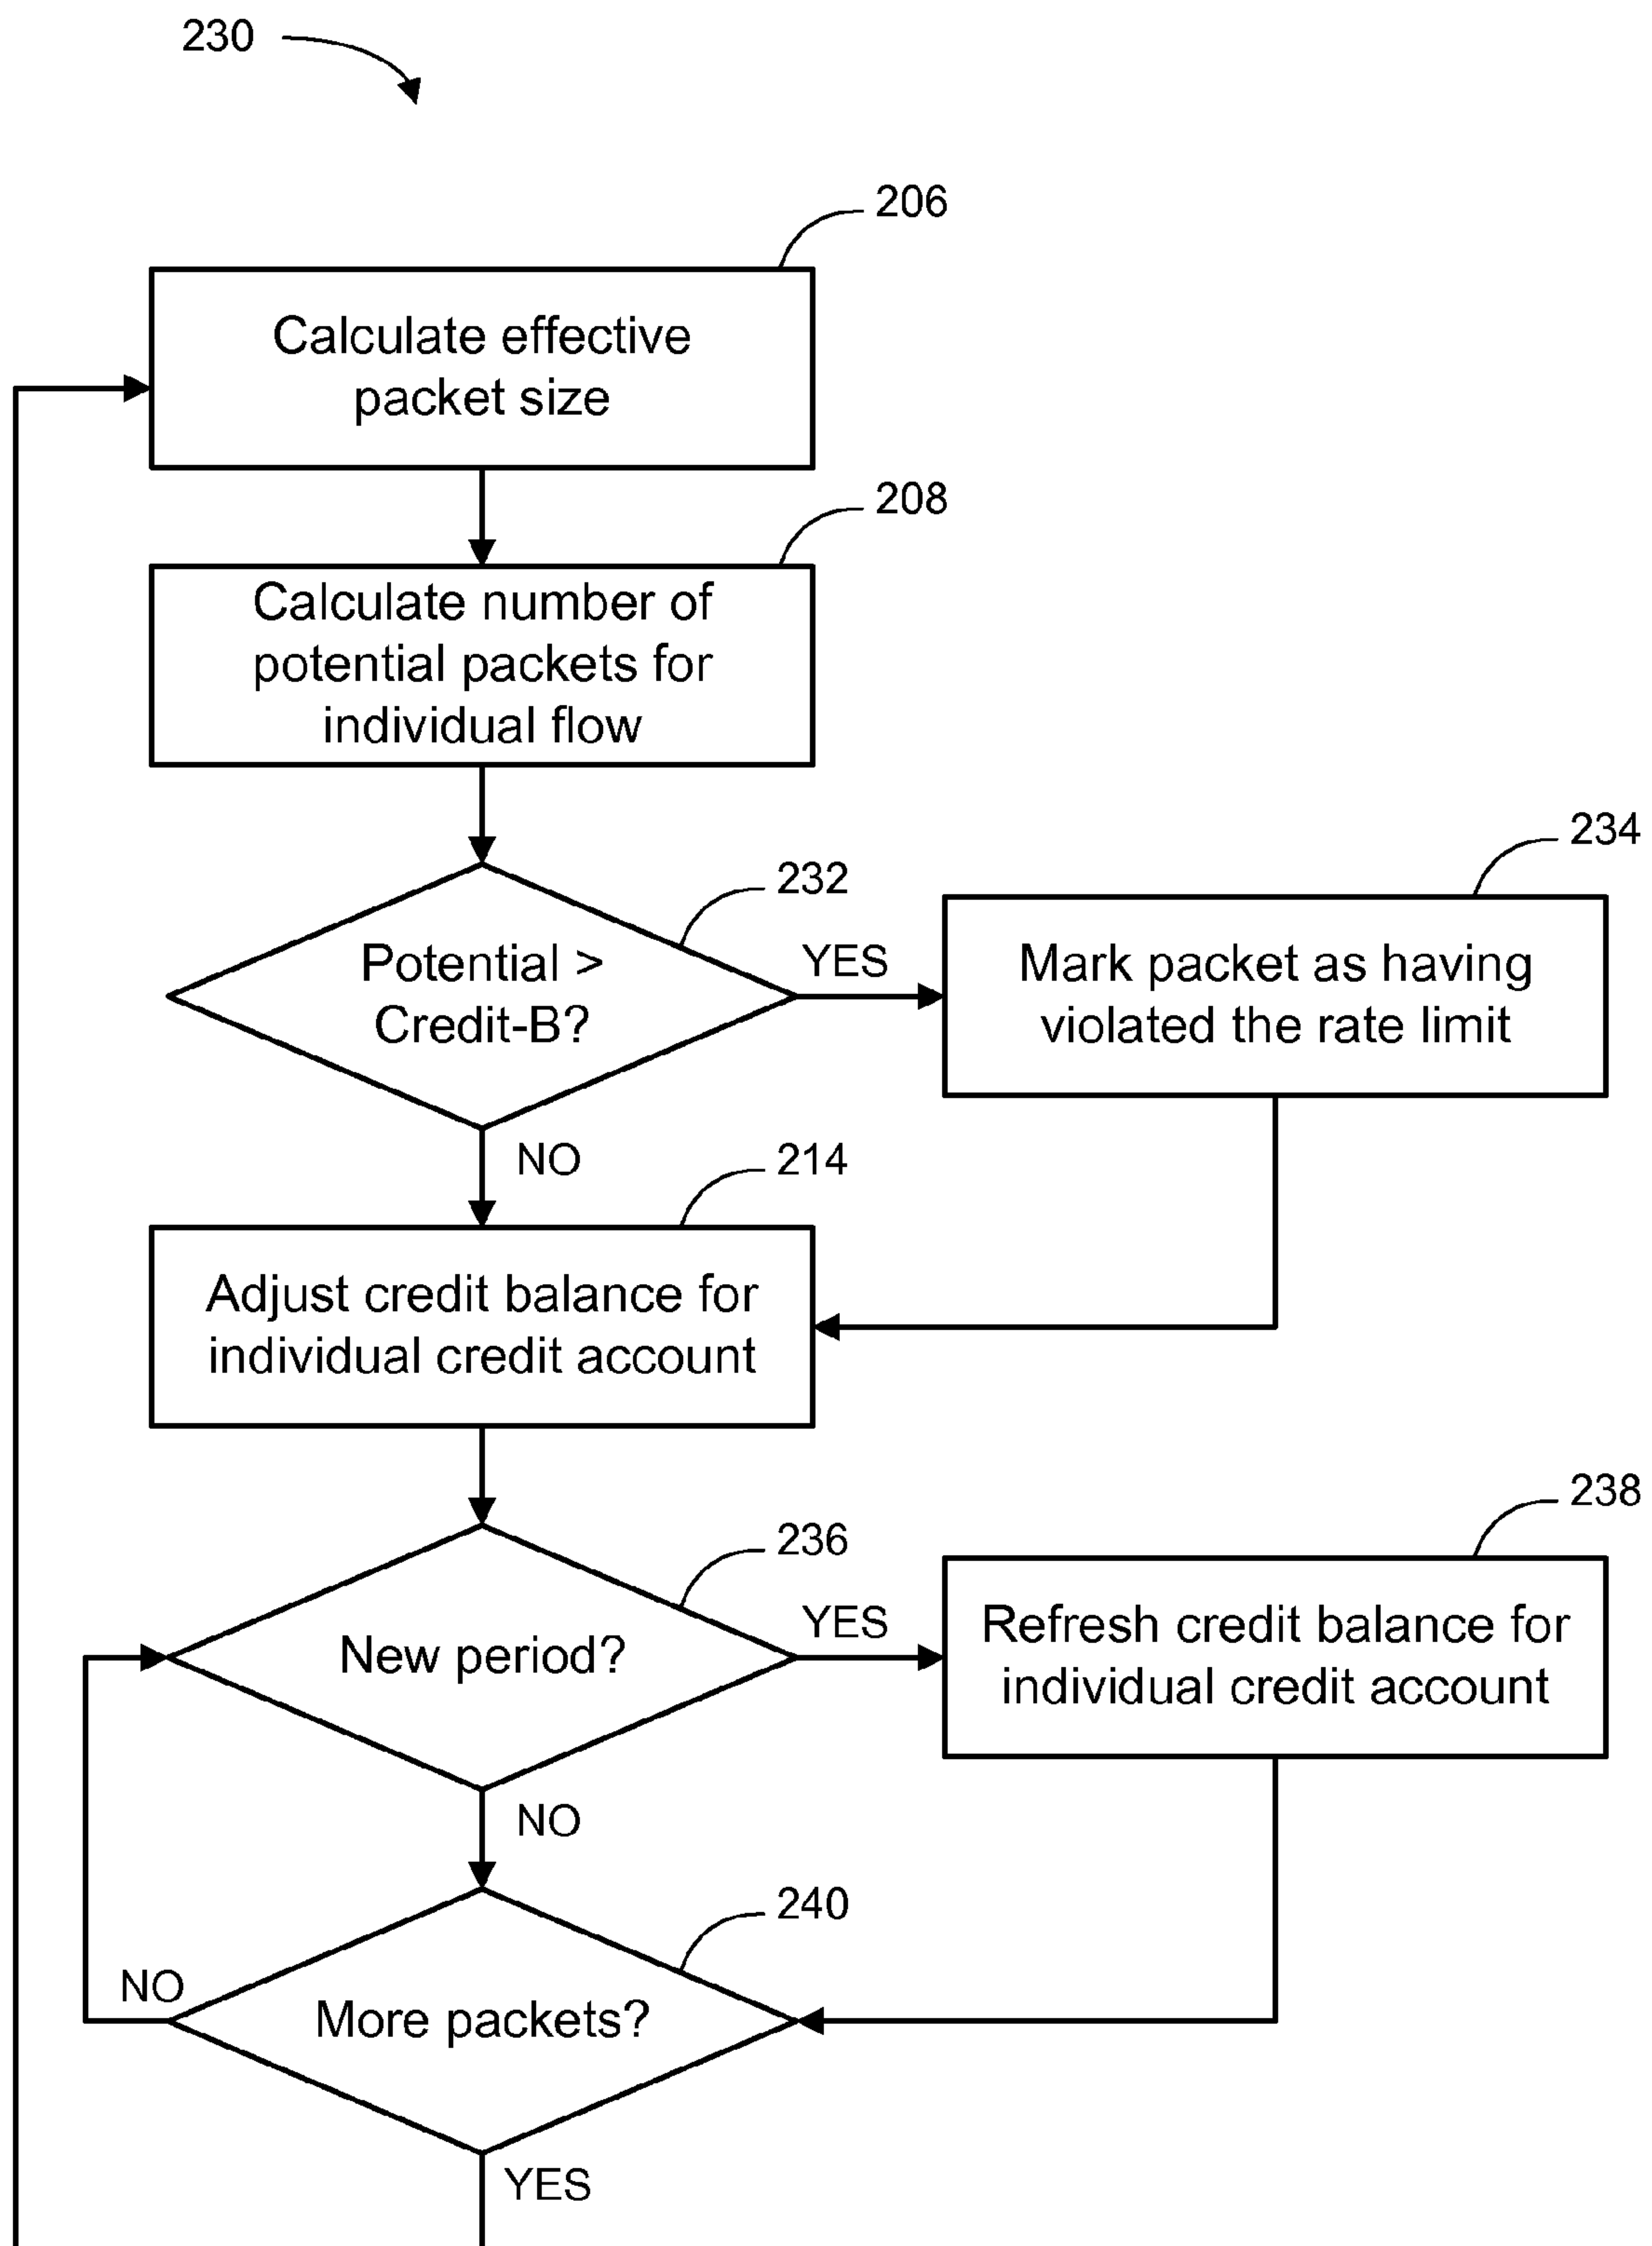 230
206
Calculate effective
packet size
208
Calculate number of
potential packets for
individual flow
232
Potential >
Credit-B?
YES
234
Mark packet as having
violated the rate limit
NO
214
Adjust credit balance for
individual credit account
236
New period?
YES
238
Refresh credit balance for
individual credit account
NO
240
More packets?
NO
YES